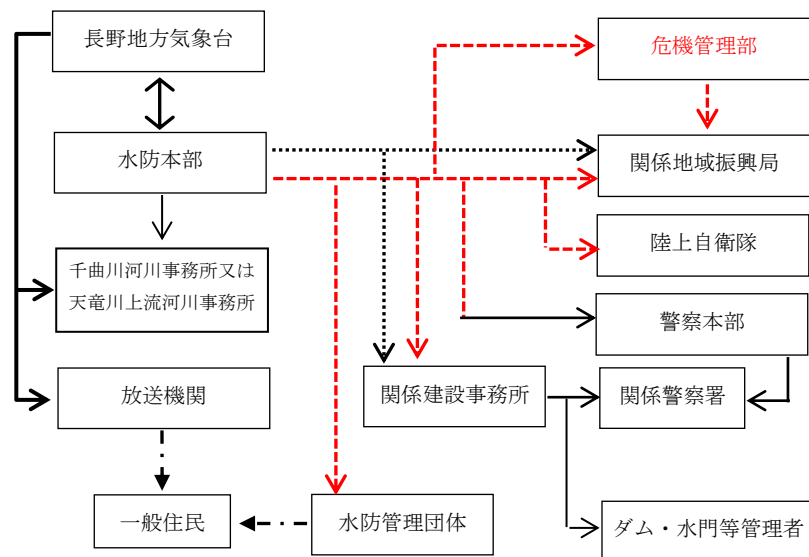 長野地方気象台
危機管理部
水防本部
関係地域振興局
陸上自衛隊
千曲川河川事務所又は
天竜川上流河川事務所
警察本部
放送機関
関係建設事務所
関係警察署
一般住民
水防管理団体
ダム・水門等管理者